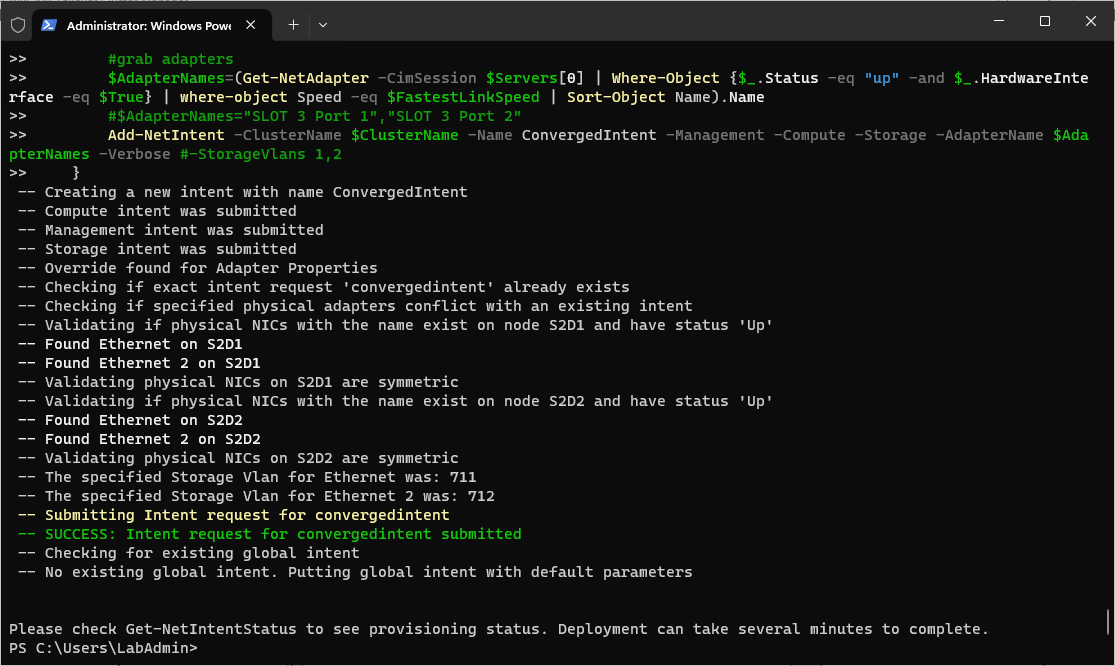 Administrator: Windows Powe
>>         #grab adapters
>>         $AdapterNames=(Get-NetAdapter -CimSession $Servers[0] | Where-Object {$_.Status -eq "up" -and $_.HardwareInte
rface -eq $True} | where-object Speed -eq $FastestLinkSpeed | Sort-Object Name).Name
>>         #$AdapterNames="SLOT 3 Port 1","SLOT 3 Port 2"
>>         Add-NetIntent -ClusterName $ClusterName -Name ConvergedIntent -Management -Compute -Storage -AdapterName $Ada
pterNames -Verbose #-StorageVlans 1,2
>>     }
 -- Creating a new intent with name ConvergedIntent
 -- Compute intent was submitted
 -- Management intent was submitted
 -- Storage intent was submitted
 -- Override found for Adapter Properties
 -- Checking if exact intent request 'convergedintent' already exists
 -- Checking if specified physical adapters conflict with an existing intent
 -- Validating if physical NICs with the name exist on node S2D1 and have status 'Up'
 -- Found Ethernet on S2D1
 -- Found Ethernet 2 on S2D1
 -- Validating physical NICs on S2D1 are symmetric
 -- Validating if physical NICs with the name exist on node S2D2 and have status 'Up'
 -- Found Ethernet on S2D2
 -- Found Ethernet 2 on S2D2
 -- Validating physical NICs on S2D2 are symmetric
 -- The specified Storage Vlan for Ethernet was: 711
 -- The specified Storage Vlan for Ethernet 2 was: 712
 -- Submitting Intent request for convergedintent
 -- SUCCESS: Intent request for convergedintent submitted
 -- Checking for existing global intent
 -- No existing global intent. Putting global intent with default parameters
Please check Get-NetIntentStatus to see provisioning status. Deployment can take several minutes to complete.
PS C:\Users\LabAdmin>